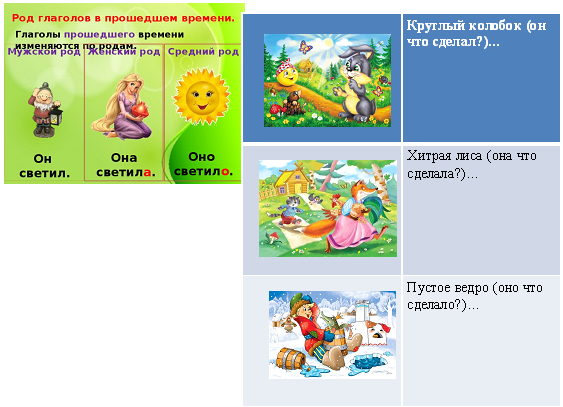 Род глаголов в прошедшем времени.
Глаголы прошедшего времени
изменяются по родам.
Мужской род Женский род Средний род
Он
светил.
Она
светила.
Оно
светило.
Круглый колобок (он
что сделал?)…
Хитрая лиса (она что
сделала?)…
Пустое ведро (оно что
сделало?)…